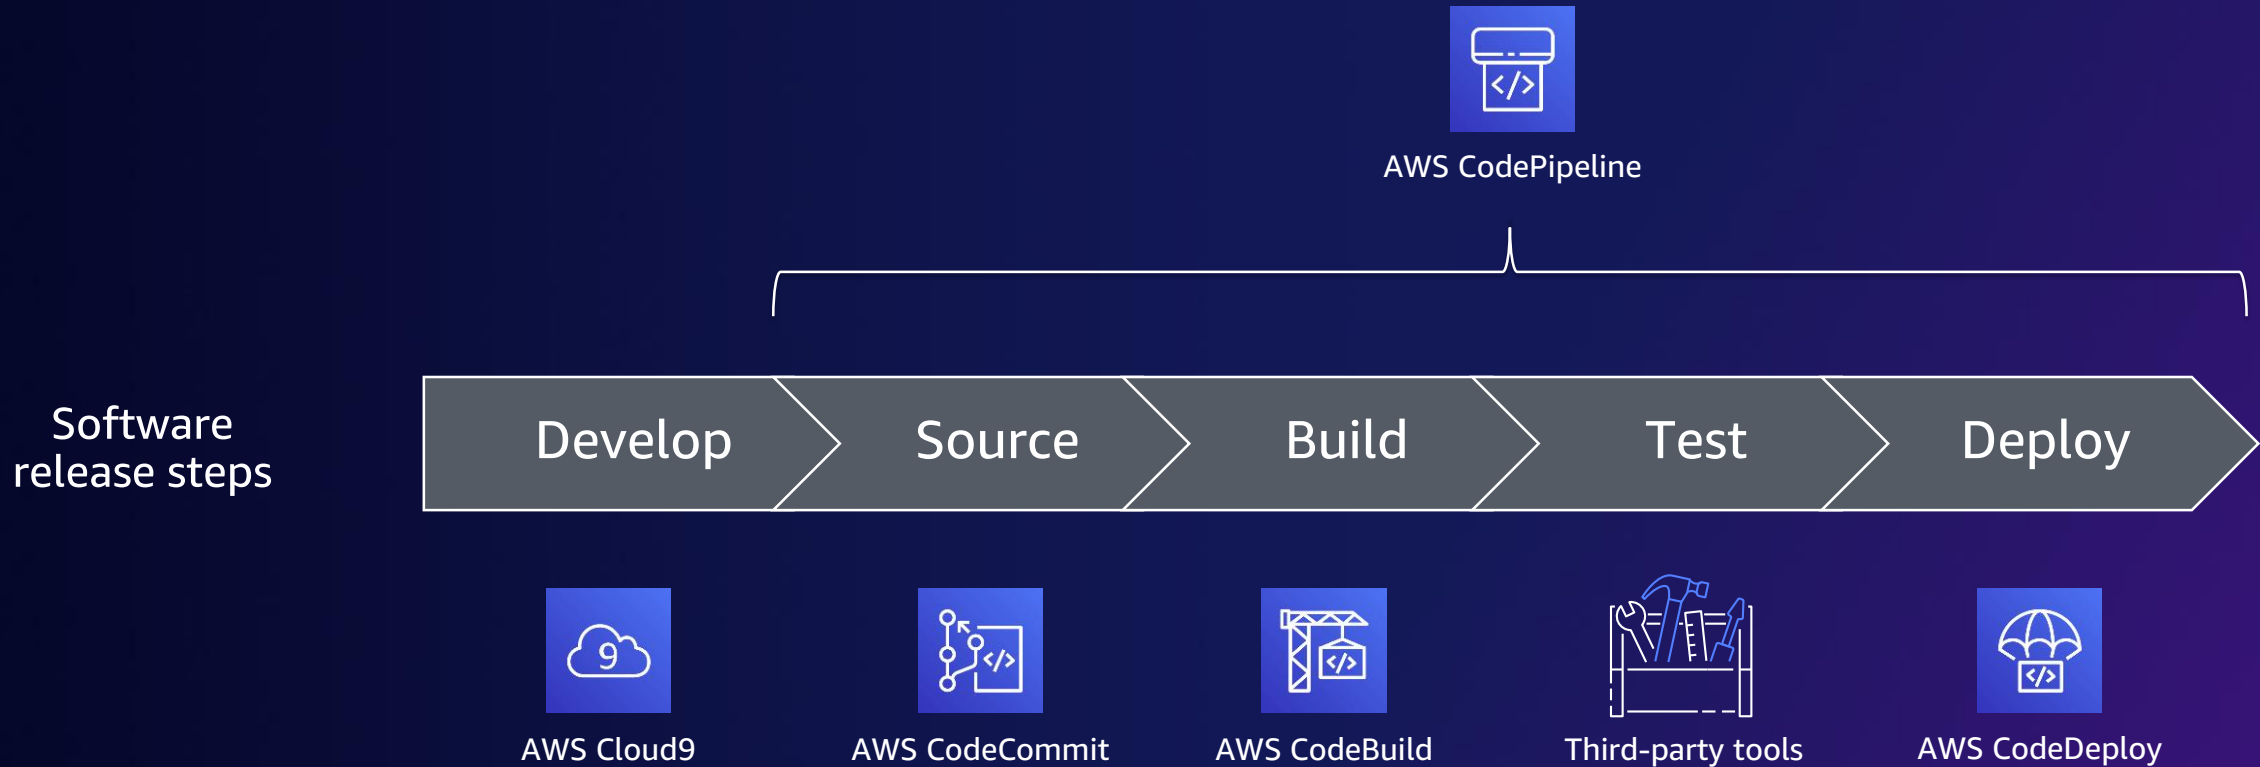 </>
AWS CodePipeline
Software
release steps
Develop
Source
Build
Test
Deploy
9
</>
</>
</>
AWS Cloud9
AWS CodeCommit
AWS CodeBuild
Third-party tools
AWS CodeDeploy